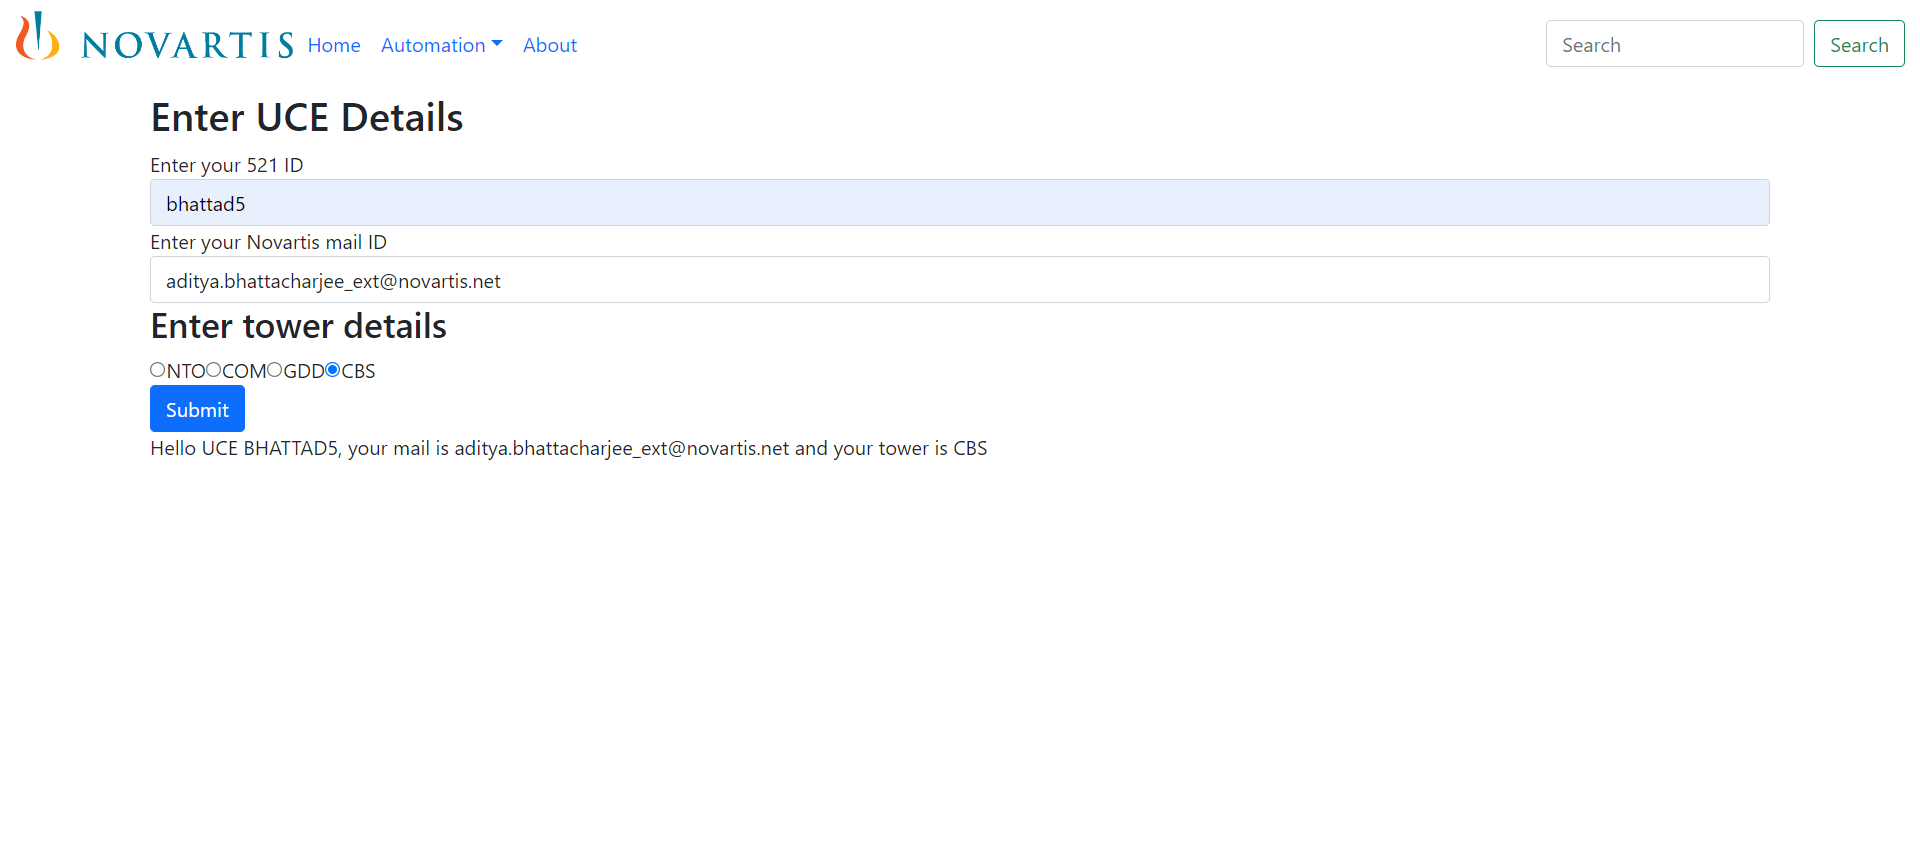 NOVARTIS Home Automation About Search Search
Enter UCE Details
Enter your 521 ID
bhattad5
Enter your Novartis mail ID
aditya.bhattacharjee_ext@novartis.net
Enter tower details
NTO COM GDD CBS
Submit
Hello UCE BHATTAD5, your mail is aditya.bhattacharjee_ext@novartis.net and your tower is CBS